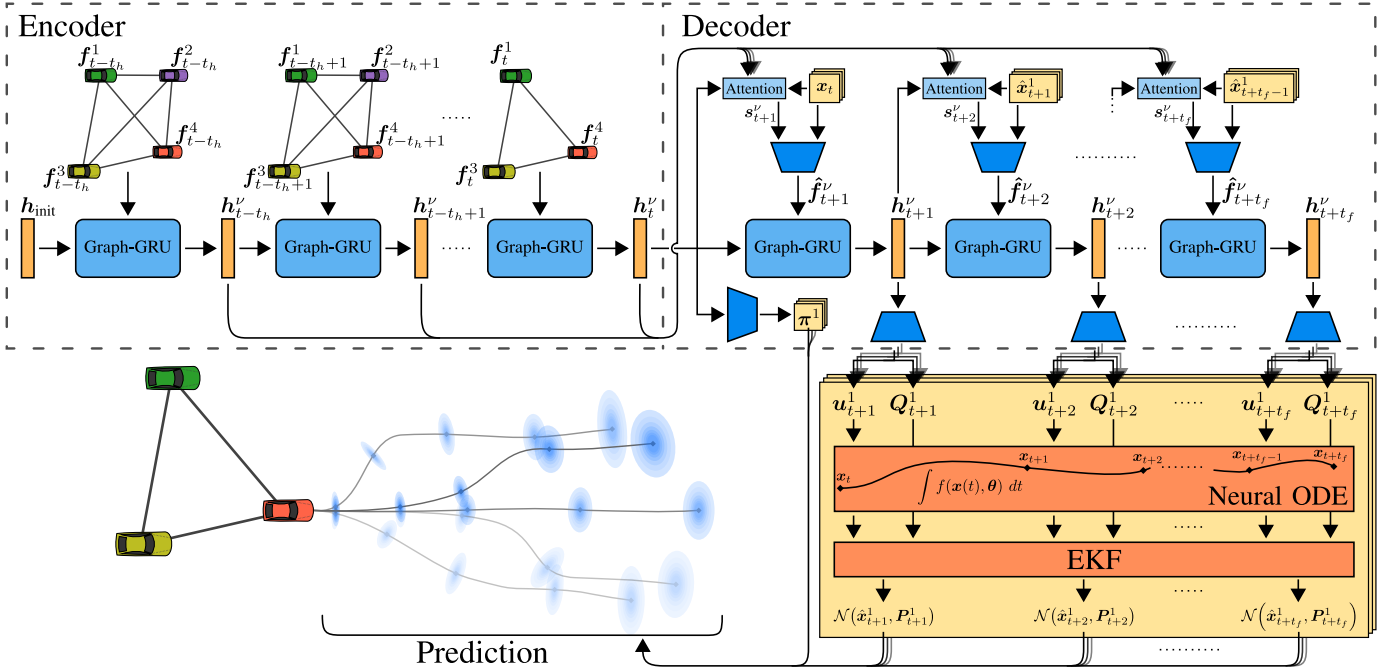 Encoder
Decoder
f^1_{t−t_h} f^2_{t−t_h} f^1_{t−t_h+1} f^2_{t−t_h+1} f^1_t
Attention x_t Attention x̂^1_{t+1} Attention x̂^1_{t+t_f−1}
s^ν_{t+1} s^ν_{t+2} s^ν_{t+t_f}
f^4_{t−t_h} f^4_{t−t_h+1} ..... f^4_t
f^3_{t−t_h} f^3_{t−t_h+1} f^3_t ..........
f̂^ν_{t+1} f̂^ν_{t+2} f̂^ν_{t+t_f}
h_init h^ν_{t−t_h} h^ν_{t−t_h+1} h^ν_t h^ν_{t+1} h^ν_{t+2} h^ν_{t+t_f}
Graph-GRU Graph-GRU ..... Graph-GRU Graph-GRU Graph-GRU ..... Graph-GRU
π^1 ..........
u^1_{t+1} Q^1_{t+1} u^1_{t+2} Q^1_{t+2} ..... u^1_{t+t_f} Q^1_{t+t_f}
x_t x_{t+1} x_{t+2} ....... x_{t+t_f−1} x_{t+t_f}
∫ f(x(t), θ) dt
Neural ODE
.....
EKF
.....
N(x̂^1_{t+1}, P^1_{t+1}) N(x̂^1_{t+2}, P^1_{t+2}) N(x̂^1_{t+t_f}, P^1_{t+t_f})
..........
Prediction